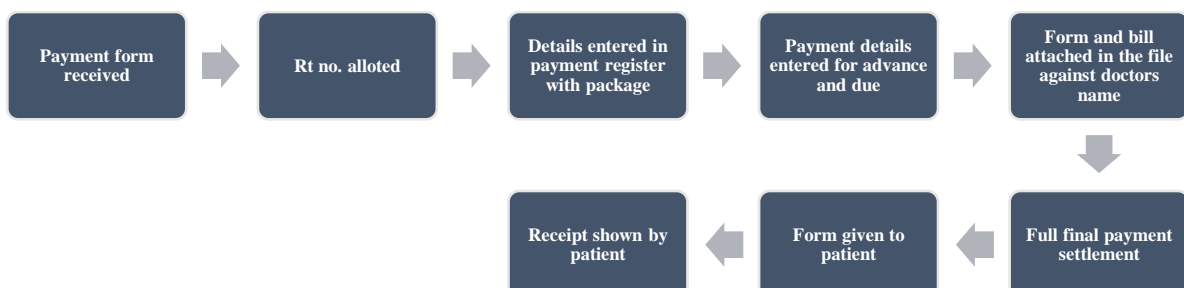 Payment form
received
Rt no. alloted
Details entered in
payment register
with package
Payment details
entered for advance
and due
Form and bill
attached in the file
against doctors
name
Full final payment
settlement
Form given to
patient
Receipt shown by
patient